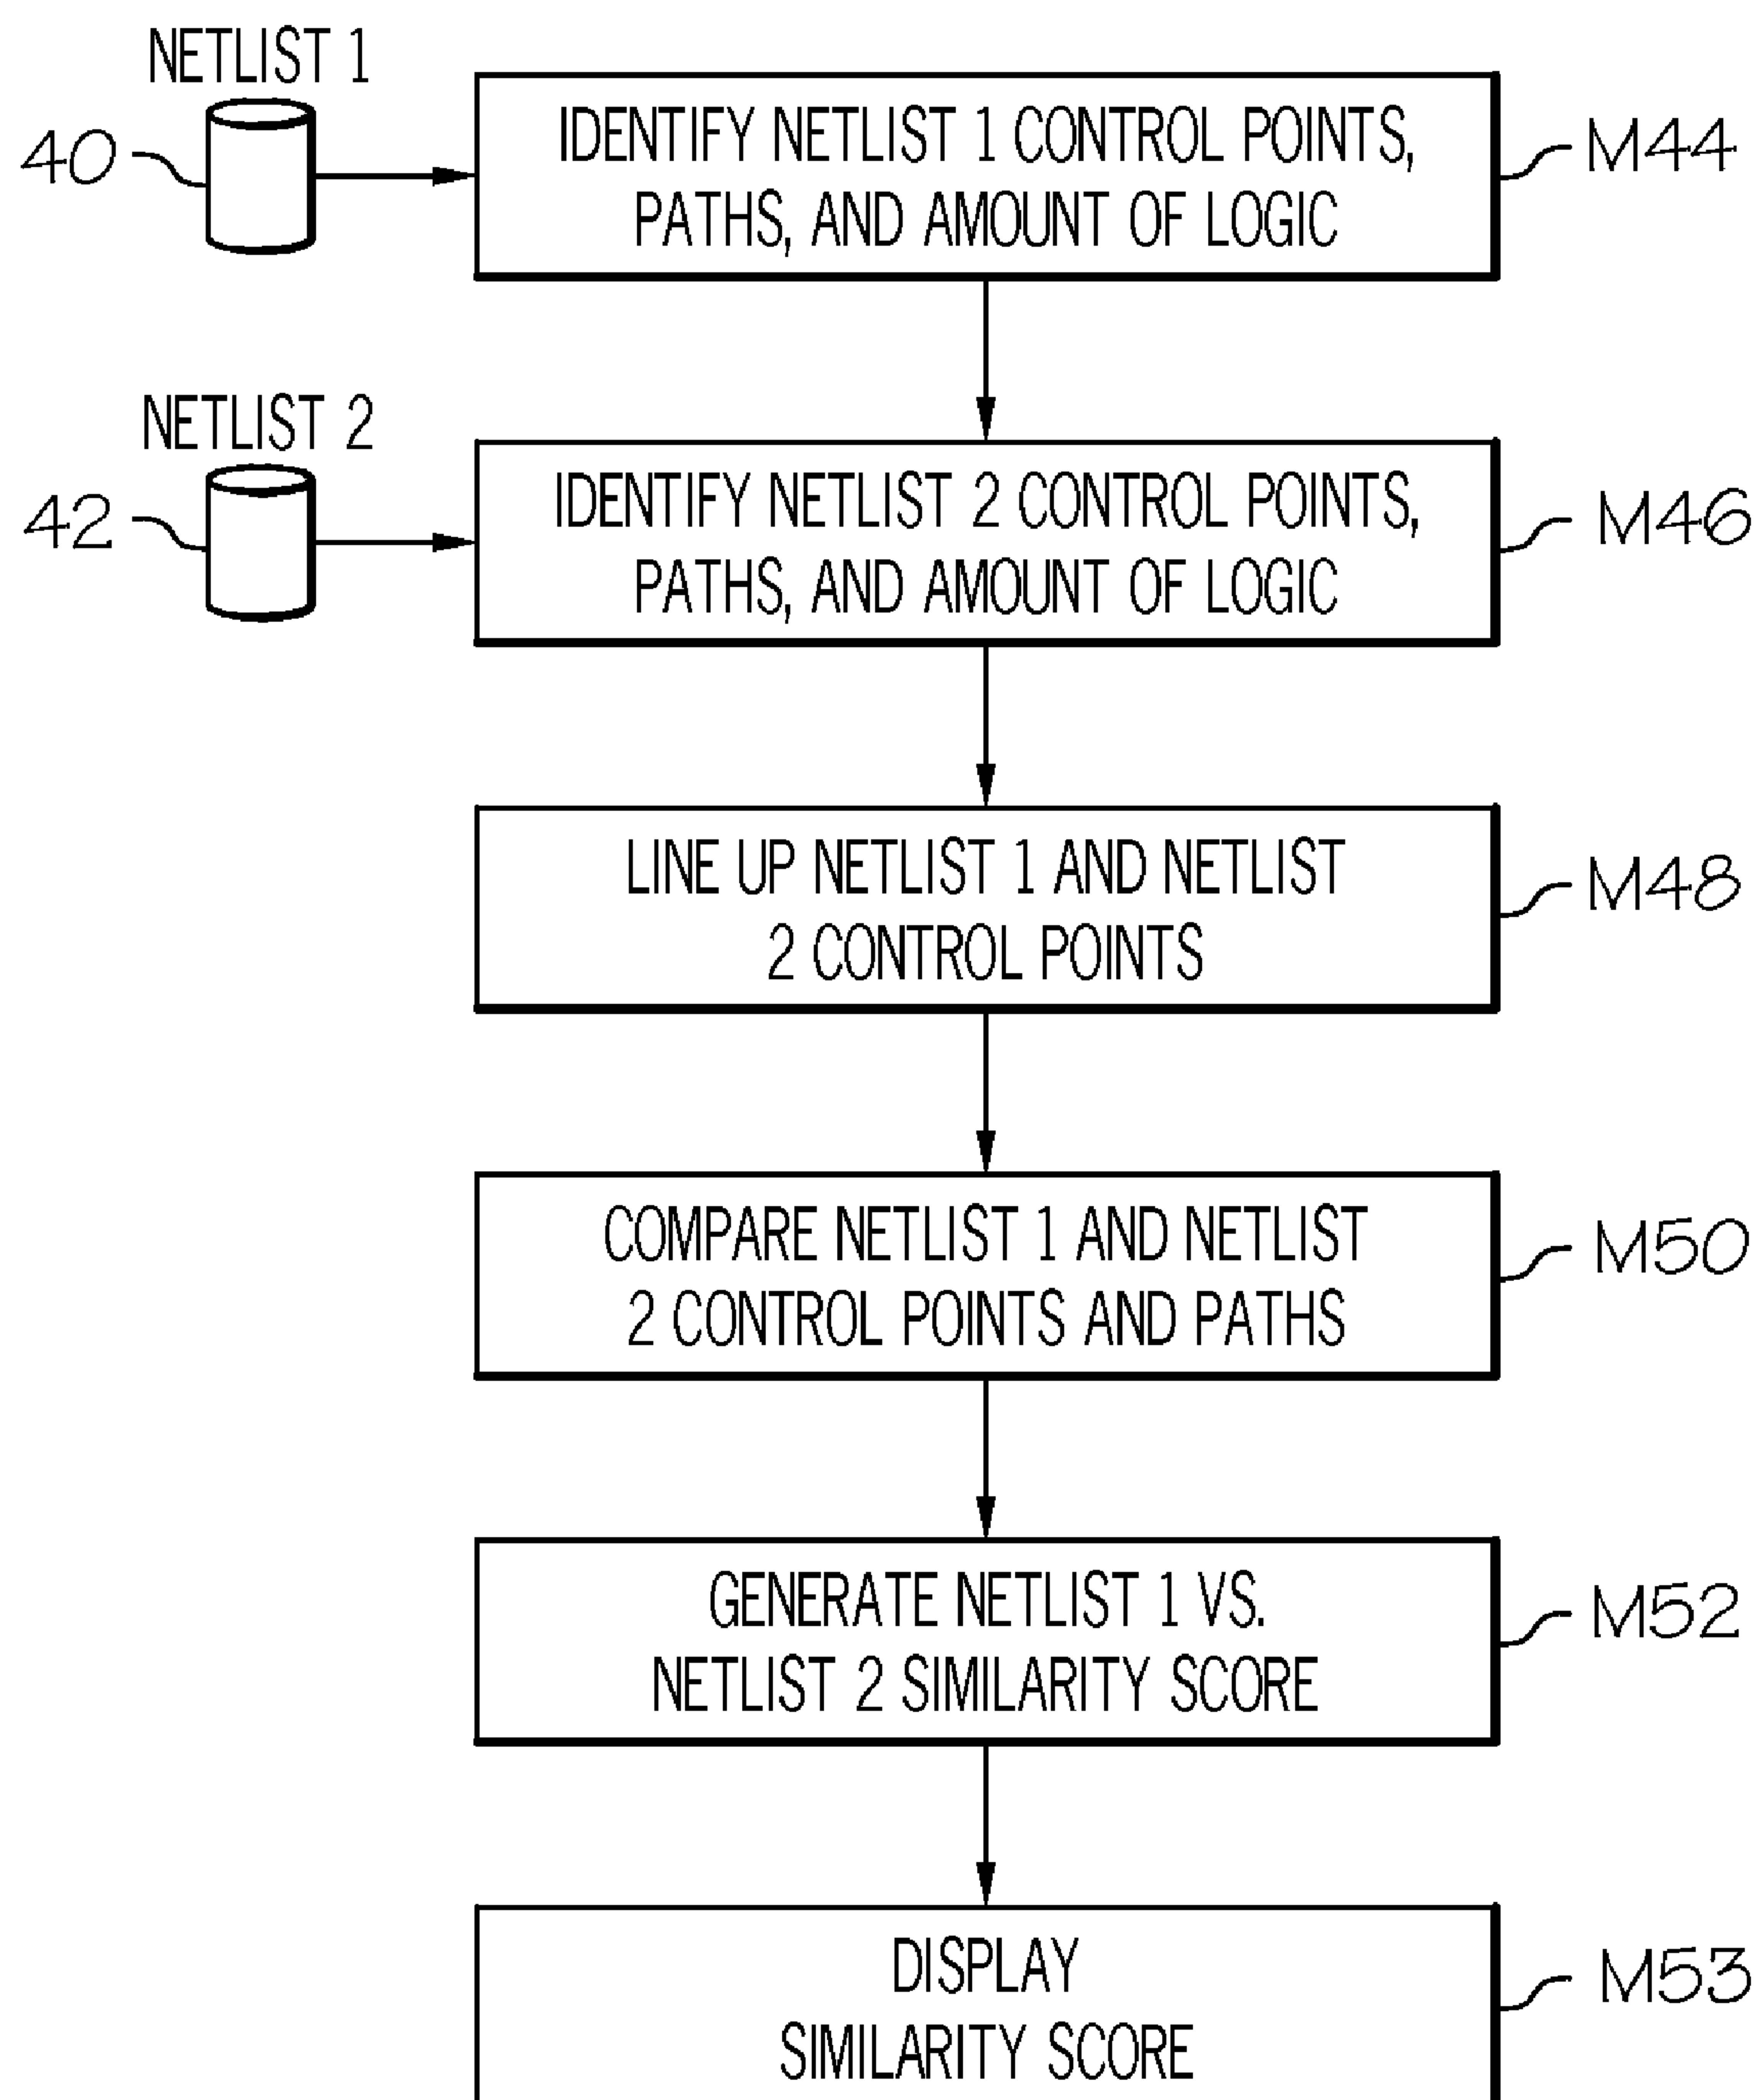 NETLIST 1
40
IDENTIFY NETLIST 1 CONTROL POINTS,
PATHS, AND AMOUNT OF LOGIC
M44
NETLIST 2
42
IDENTIFY NETLIST 2 CONTROL POINTS,
PATHS, AND AMOUNT OF LOGIC
M46
LINE UP NETLIST 1 AND NETLIST
2 CONTROL POINTS
M48
COMPARE NETLIST 1 AND NETLIST
2 CONTROL POINTS AND PATHS
M50
GENERATE NETLIST 1 VS.
NETLIST 2 SIMILARITY SCORE
M52
DISPLAY
SIMILARITY SCORE
M53